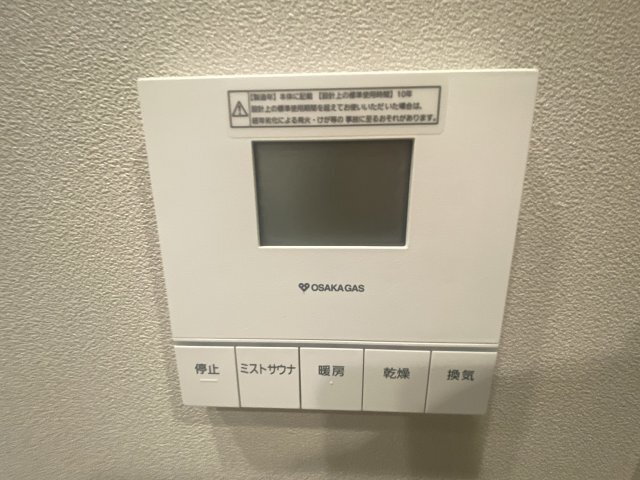 【製造年】本体に記載 【設計上の標準使用時間】10年
設計上の標準使用期間を超えてお使いいただいた場合は、
経年劣化による発火・けが等の事故に至るおそれがあります。
OSAKA GAS
停止 ミストサウナ 暖房 乾燥 換気